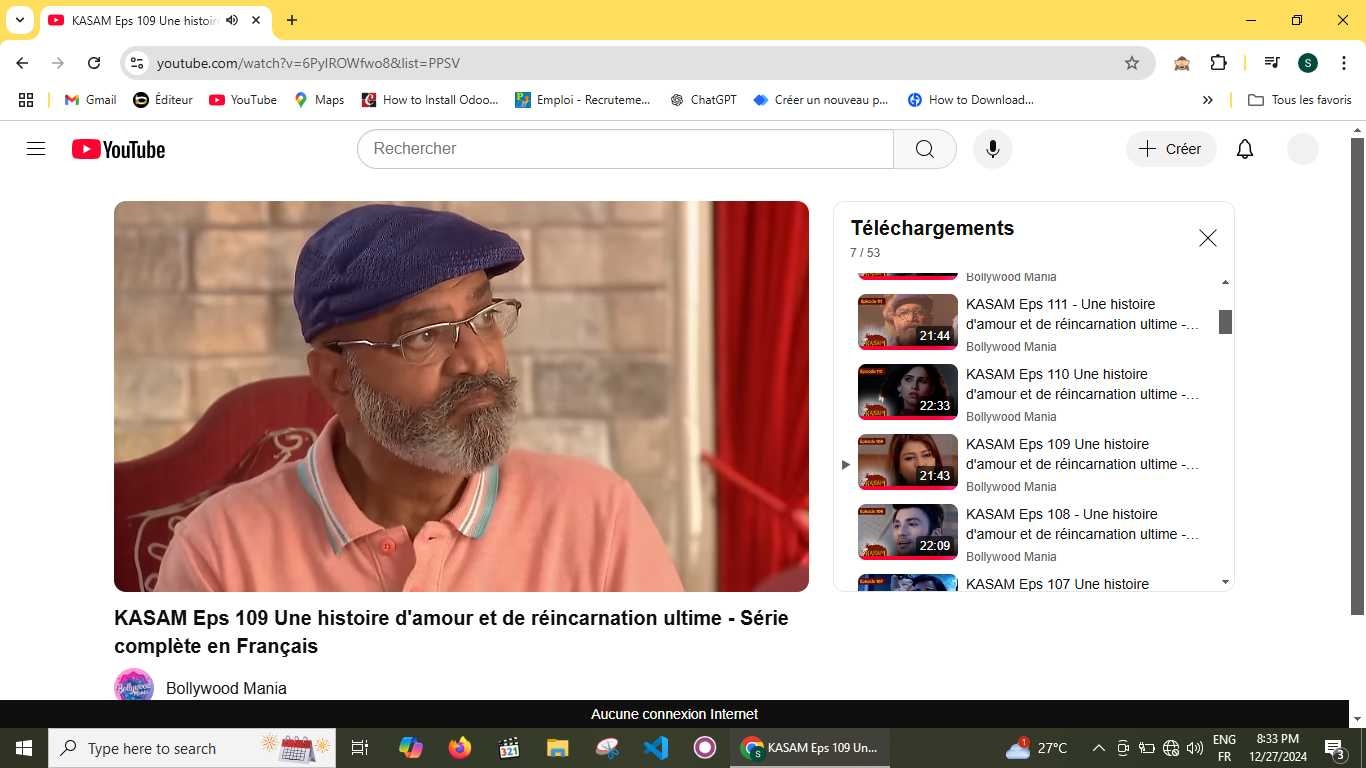 KASAM Eps 109 Une histoir
youtube.com/watch?v=6PyIROWfwo8&list=PPSV
S
Gmail
Éditeur
YouTube
Maps
How to Install Odoo...
Emploi - Recruteme...
ChatGPT
Créer un nouveau p...
How to Download...
Tous les favoris
YouTube
Rechercher
Créer
Téléchargements
7 / 53
Bollywood Mania
21:44
KASAM Eps 111 - Une histoire
d'amour et de réincarnation ultime -...
Bollywood Mania
22:33
KASAM Eps 110 Une histoire
d'amour et de réincarnation ultime -...
Bollywood Mania
21:43
KASAM Eps 109 Une histoire
d'amour et de réincarnation ultime -...
Bollywood Mania
22:09
KASAM Eps 108 - Une histoire
d'amour et de réincarnation ultime -...
Bollywood Mania
KASAM Eps 107 Une histoire
KASAM Eps 109 Une histoire d'amour et de réincarnation ultime - Série
complète en Français
Bollywood Mania
Aucune connexion Internet
Type here to search
321
KASAM Eps 109 Un...
1
27°C
ENG
FR
8:33 PM
12/27/2024
3